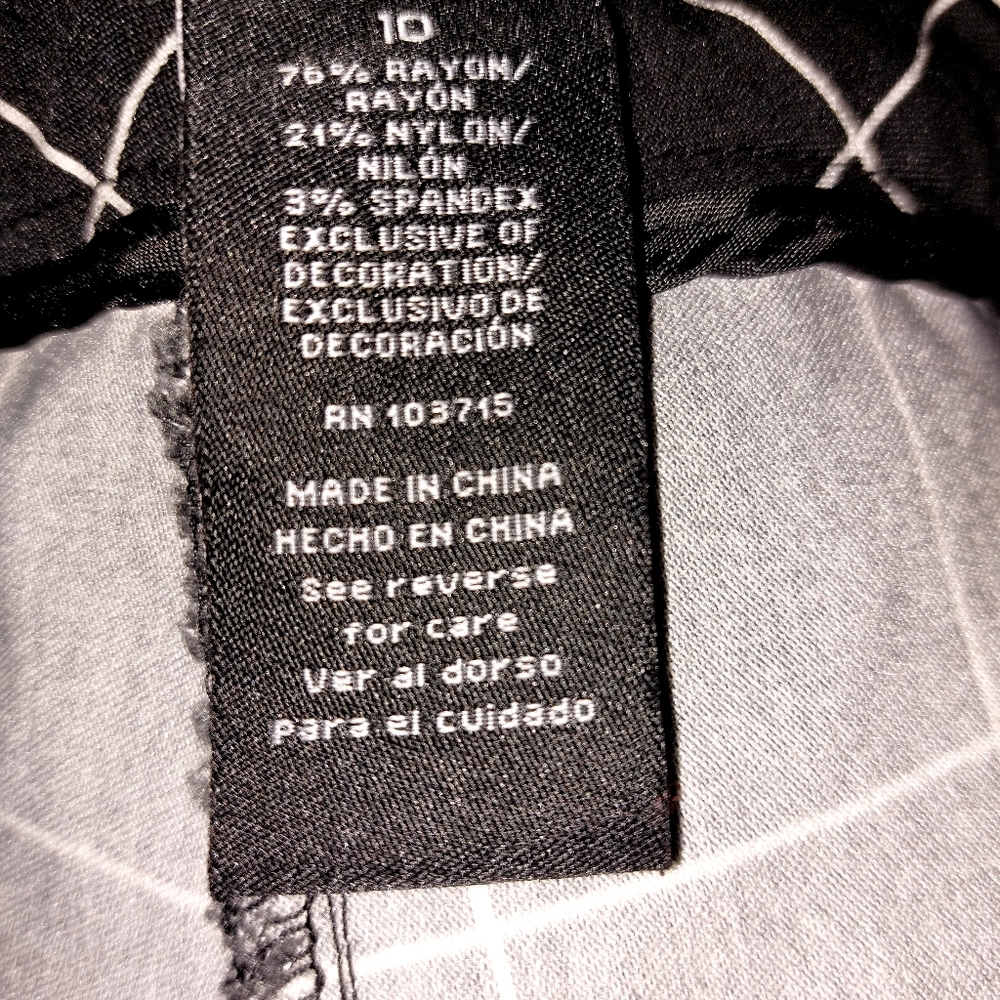 10
76% RAYON/
RAYÓN
21% NYLON/
NILÓN
3% SPANDEX
EXCLUSIVE OF
DECORATION/
EXCLUSIVO DE
DECORACIÓN
RN 103715
MADE IN CHINA
HECHO EN CHINA
See reverse
for care
Ver al dorso
para el cuidado